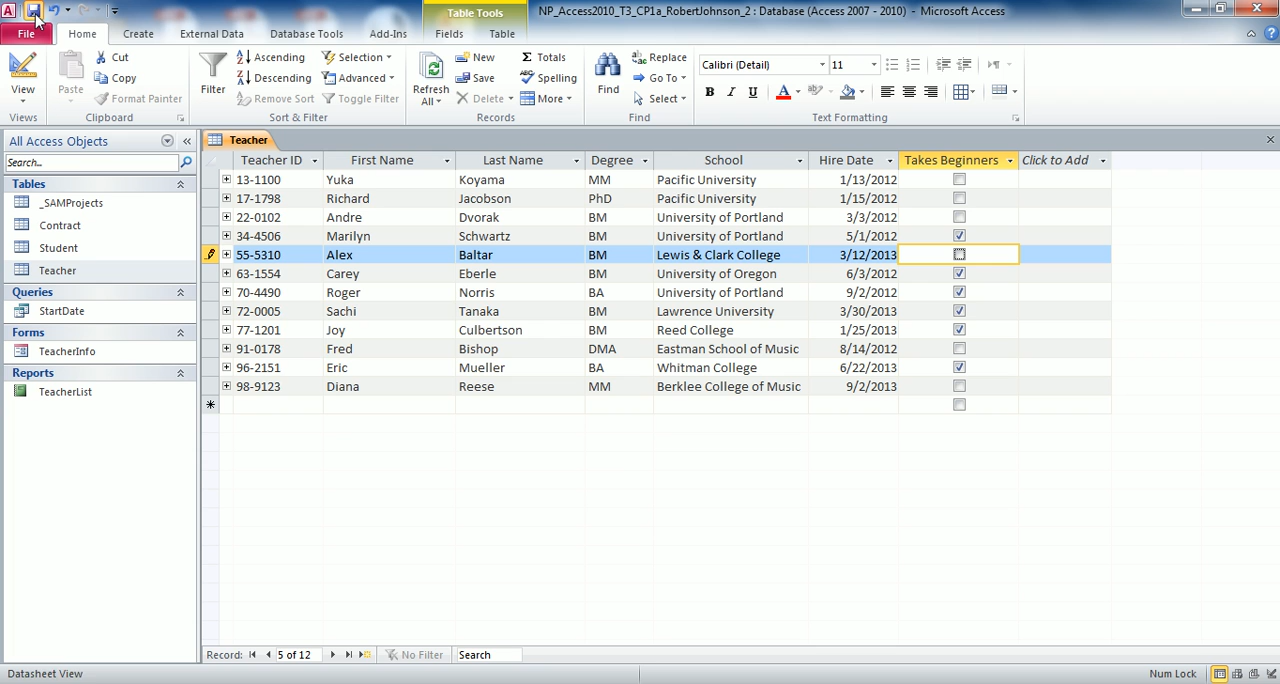 Table Tools
NP_Access2010_T3_CP1a_RobertJohnson_2 : Database (Access 2007 - 2010) - Microsoft Access
File Home Create External Data Database Tools Add-Ins Fields Table
View
Views
Paste
Cut
Copy
Format Painter
Clipboard
Filter
Ascending
Descending
Remove Sort
Selection
Advanced
Toggle Filter
Sort & Filter
Refresh All
New
Save
Delete
Totals
Spelling
More
Records
Find
Replace
Go To
Select
Find
Calibri (Detail) 11
B I U A
Text Formatting
All Access Objects
Search...
Tables
_SAMProjects
Contract
Student
Teacher
Queries
StartDate
Forms
TeacherInfo
Reports
TeacherList
Teacher
Teacher ID First Name Last Name Degree School Hire Date Takes Beginners Click to Add
13-1100 Yuka Koyama MM Pacific University 1/13/2012
17-1798 Richard Jacobson PhD Pacific University 1/15/2012
22-0102 Andre Dvorak BM University of Portland 3/3/2012
34-4506 Marilyn Schwartz BM University of Portland 5/1/2012
55-5310 Alex Baltar BM Lewis & Clark College 3/12/2013
63-1554 Carey Eberle BM University of Oregon 6/3/2012
70-4490 Roger Norris BA University of Portland 9/2/2012
72-0005 Sachi Tanaka BM Lawrence University 3/30/2013
77-1201 Joy Culbertson BM Reed College 1/25/2013
91-0178 Fred Bishop DMA Eastman School of Music 8/14/2012
96-2151 Eric Mueller BA Whitman College 6/22/2013
98-9123 Diana Reese MM Berklee College of Music 9/2/2013
Record: 5 of 12 No Filter Search
Datasheet View Num Lock